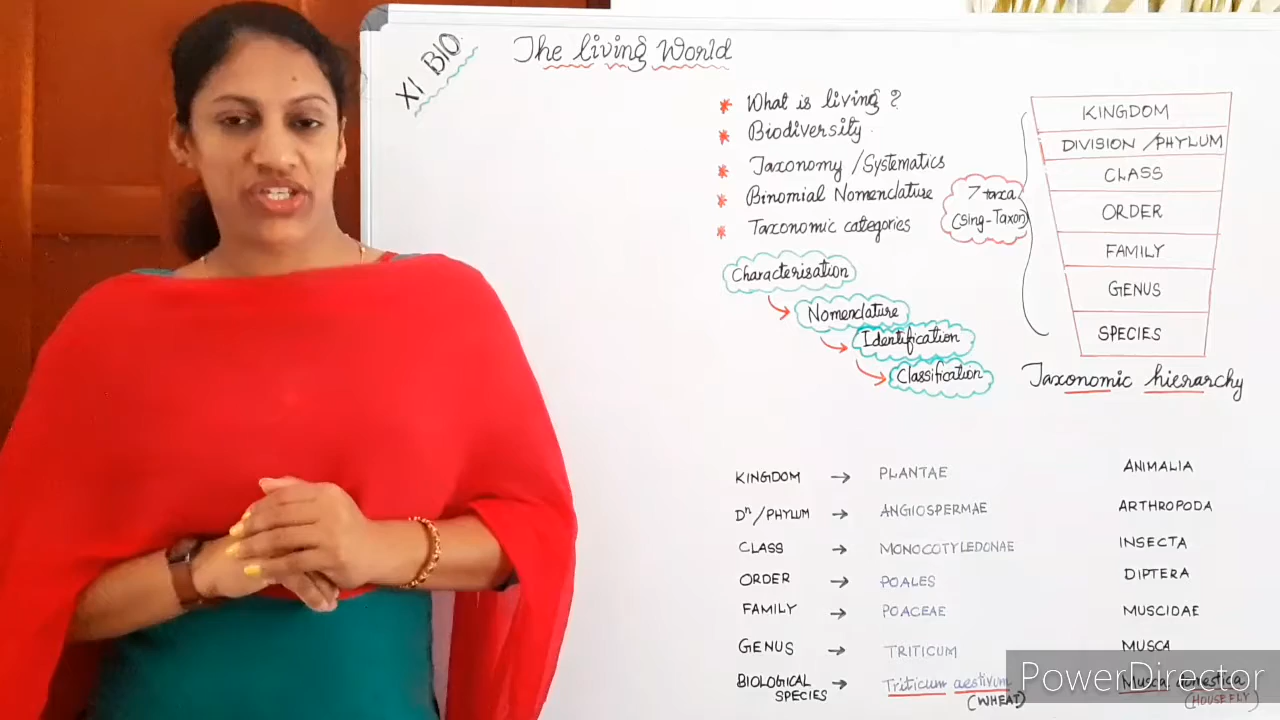 XI BIO
The living World
* What is living ?
* Biodiversity.
* Taxonomy /Systematics
* Binomial Nomenclature
* Taxonomic categories
Characterisation
Nomenclature
Identification
Classification
7 taxa
(sing-Taxon)
KINGDOM
DIVISION /PHYLUM
CLASS
ORDER
FAMILY
GENUS
SPECIES
Taxonomic hierarchy
KINGDOM → PLANTAE ANIMALIA
Dⁿ/PHYLUM → ANGIOSPERMAE ARTHROPODA
CLASS → MONOCOTYLEDONAE INSECTA
ORDER → POALES DIPTERA
FAMILY → POACEAE MUSCIDAE
GENUS → TRITICUM MUSCA
BIOLOGICAL SPECIES → Triticum aestivum Musca domestica
(WHEAT) (HOUSEFLY)
PowerDirector